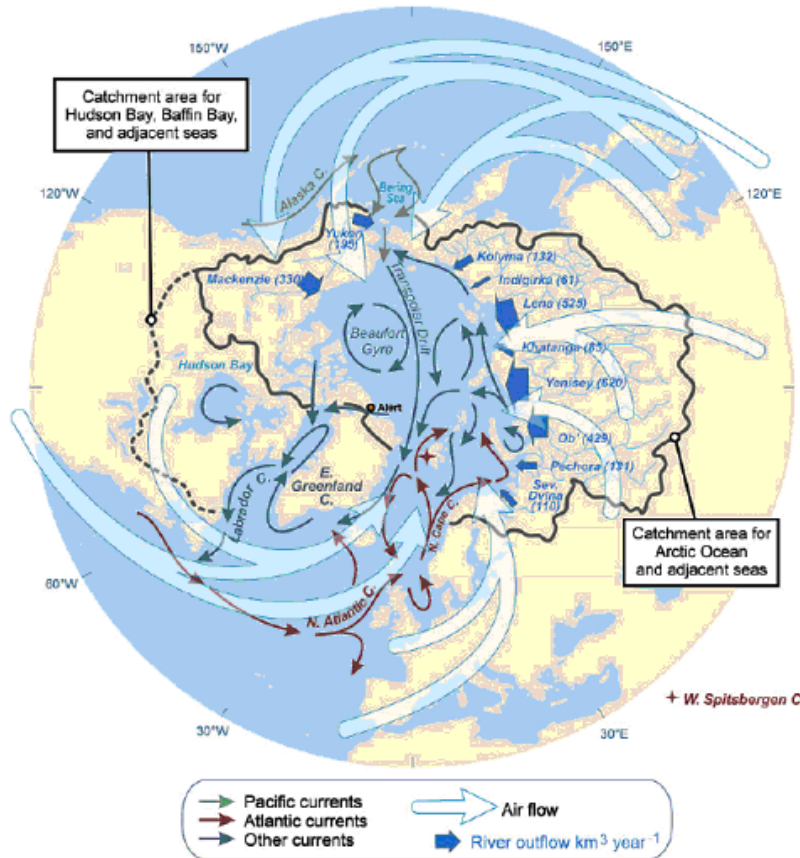 150°W
150°E
Catchment area for
Hudson Bay, Baffin Bay,
and adjacent seas
Alaska C.
Bering
Sea
120°W
120°E
Yukon
(195)
Kolyma (132)
Indigirka (61)
Mackenzie (330)
Transpolar Drift
Lena (525)
Beaufort
Gyro
Khatanga (85)
Hudson Bay
Yenisey (620)
Alert
Ob' (429)
E.
Greenland
C.
Pechora (131)
Labrador C.
Sev.
Dvina
(110)
N. Cape C.
Catchment area for
Arctic Ocean
and adjacent seas
60°W
N. Atlantic C.
W. Spitsbergen C
30°W
30°E
Pacific currents
Atlantic currents
Other currents
Air flow
River outflow km³ year⁻¹